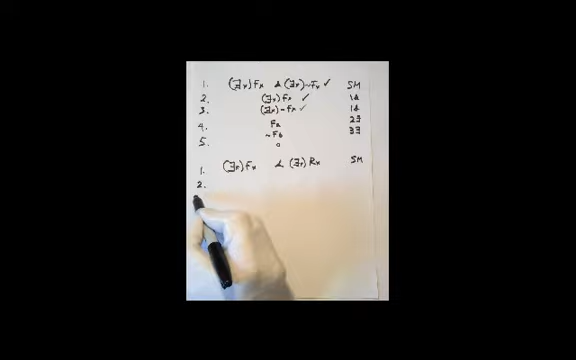 1. (∃x)Fx & (∃x)~Fx ✓ SM
2. (∃x)Fx ✓ 1&
3. (∃x)~Fx ✓ 1&
4. Fa 2∃
5. ~Fb 3∃
o
1. (∃x)Fx & (∃x)Rx SM
2.